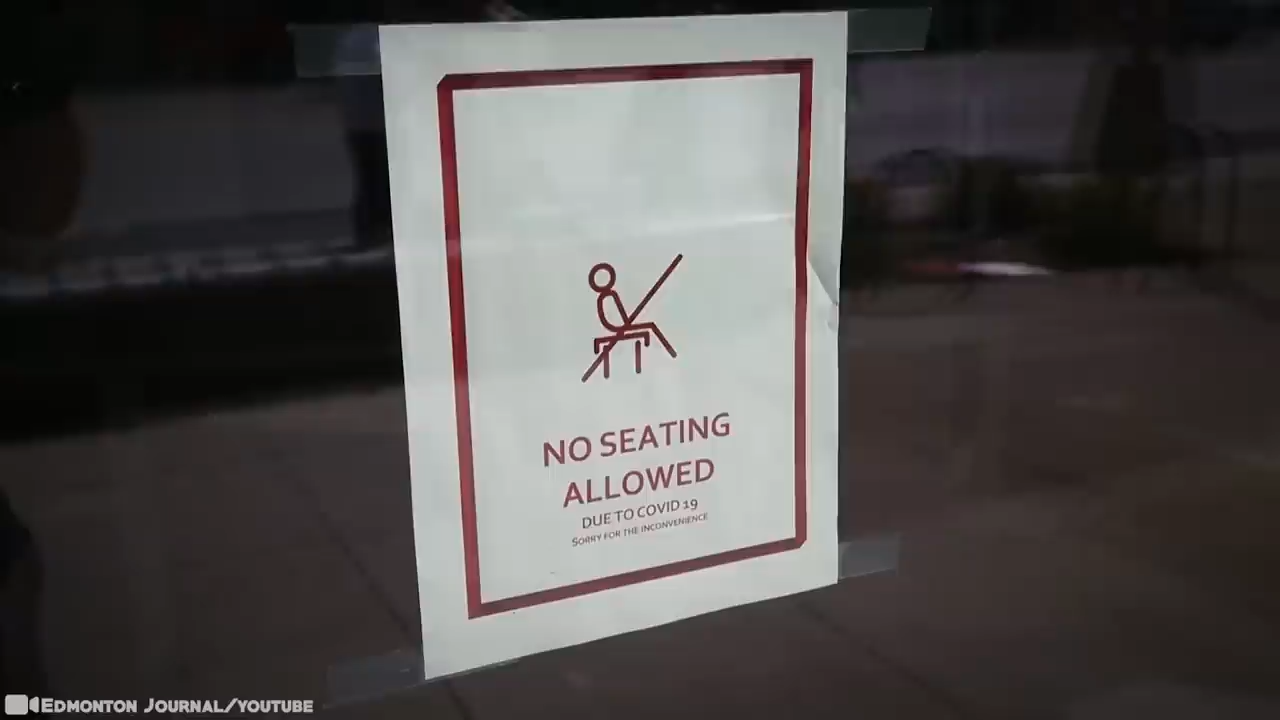 NO SEATING
ALLOWED
DUE TO COVID 19
SORRY FOR THE INCONVENIENCE
EDMONTON JOURNAL/YOUTUBE